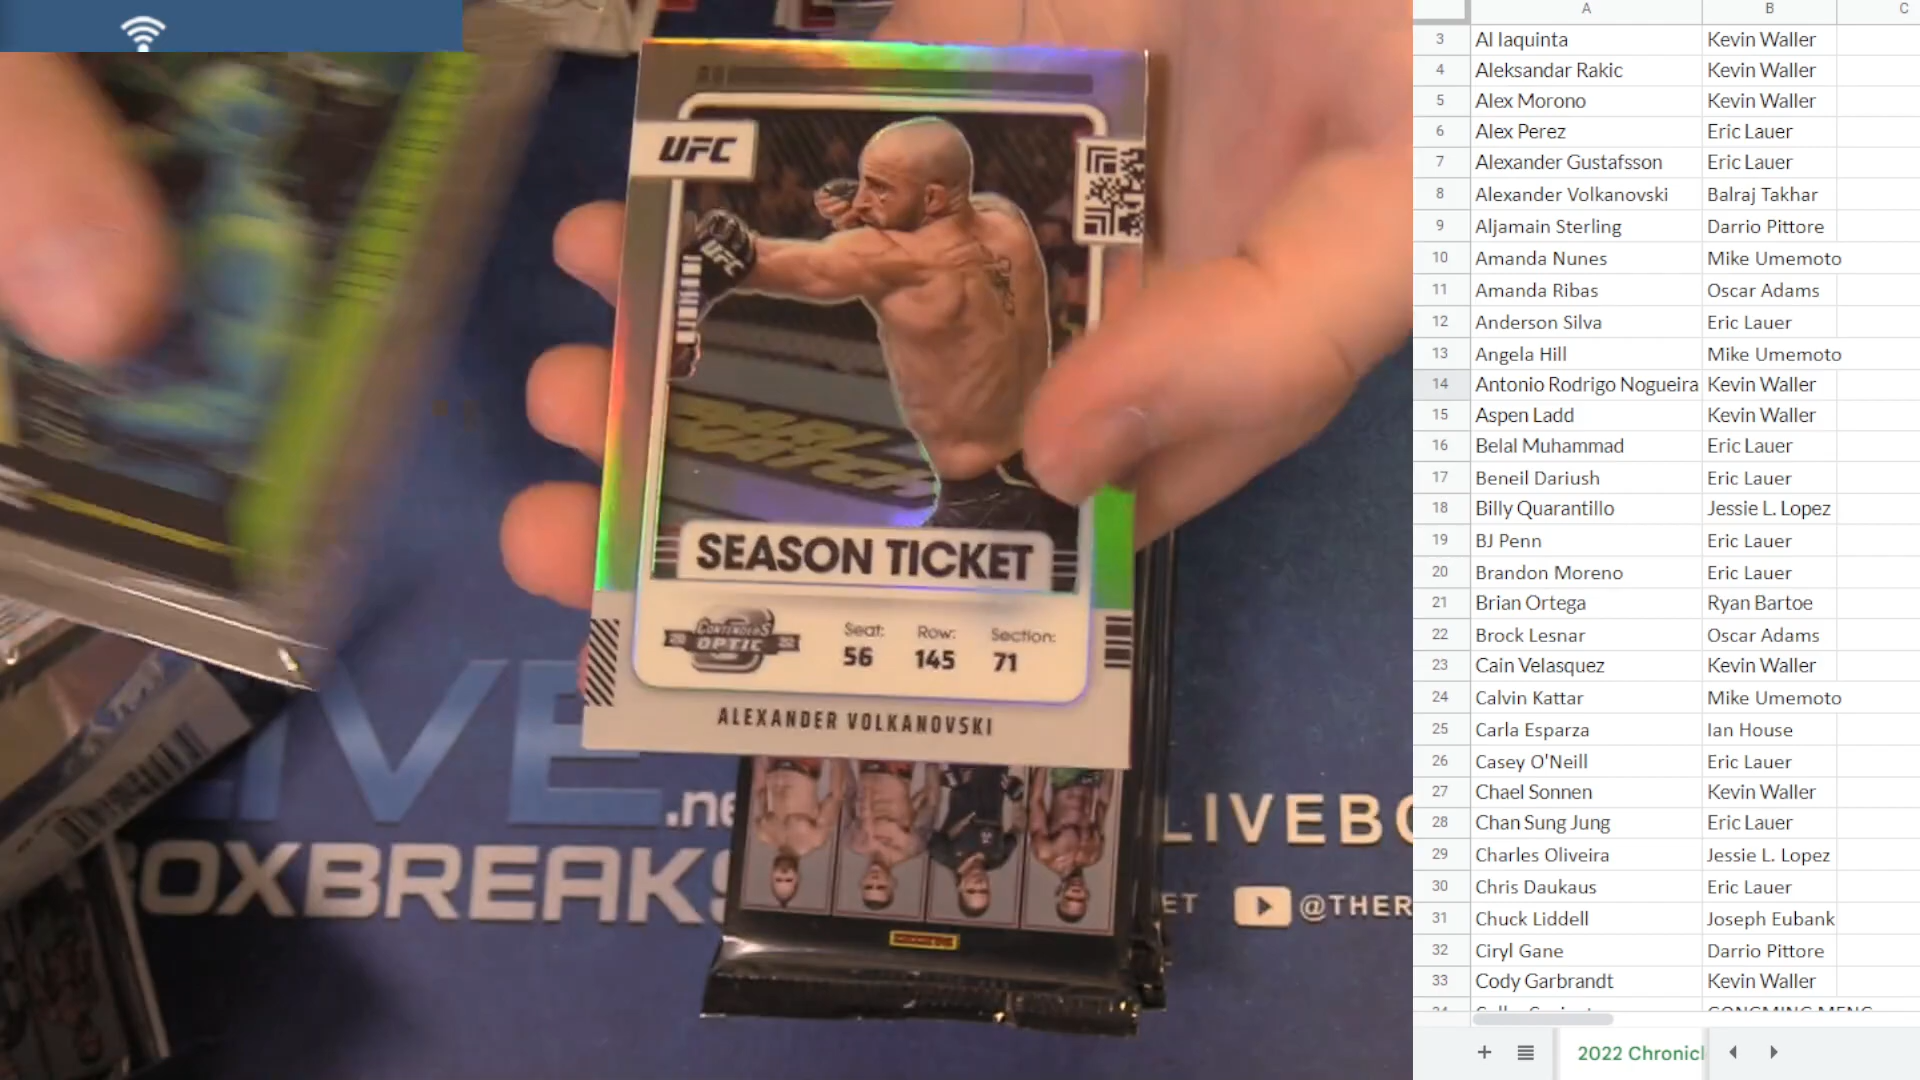 UFC
UFC
SEASON TICKET
CONTENDERS
OPTIC
Seat: Row: Section:
56 145 71
ALEXANDER VOLKANOVSKI
LIVE.ne
BOXBREAKS
LIVEBO
ET @THER
A B C
3 Al Iaquinta Kevin Waller
4 Aleksandar Rakic Kevin Waller
5 Alex Morono Kevin Waller
6 Alex Perez Eric Lauer
7 Alexander Gustafsson Eric Lauer
8 Alexander Volkanovski Balraj Takhar
9 Aljamain Sterling Darrio Pittore
10 Amanda Nunes Mike Umemoto
11 Amanda Ribas Oscar Adams
12 Anderson Silva Eric Lauer
13 Angela Hill Mike Umemoto
14 Antonio Rodrigo Nogueira Kevin Waller
15 Aspen Ladd Kevin Waller
16 Belal Muhammad Eric Lauer
17 Beneil Dariush Eric Lauer
18 Billy Quarantillo Jessie L. Lopez
19 BJ Penn Eric Lauer
20 Brandon Moreno Eric Lauer
21 Brian Ortega Ryan Bartoe
22 Brock Lesnar Oscar Adams
23 Cain Velasquez Kevin Waller
24 Calvin Kattar Mike Umemoto
25 Carla Esparza Ian House
26 Casey O'Neill Eric Lauer
27 Chael Sonnen Kevin Waller
28 Chan Sung Jung Eric Lauer
29 Charles Oliveira Jessie L. Lopez
30 Chris Daukaus Eric Lauer
31 Chuck Liddell Joseph Eubank
32 Ciryl Gane Darrio Pittore
33 Cody Garbrandt Kevin Waller
2022 Chronicl